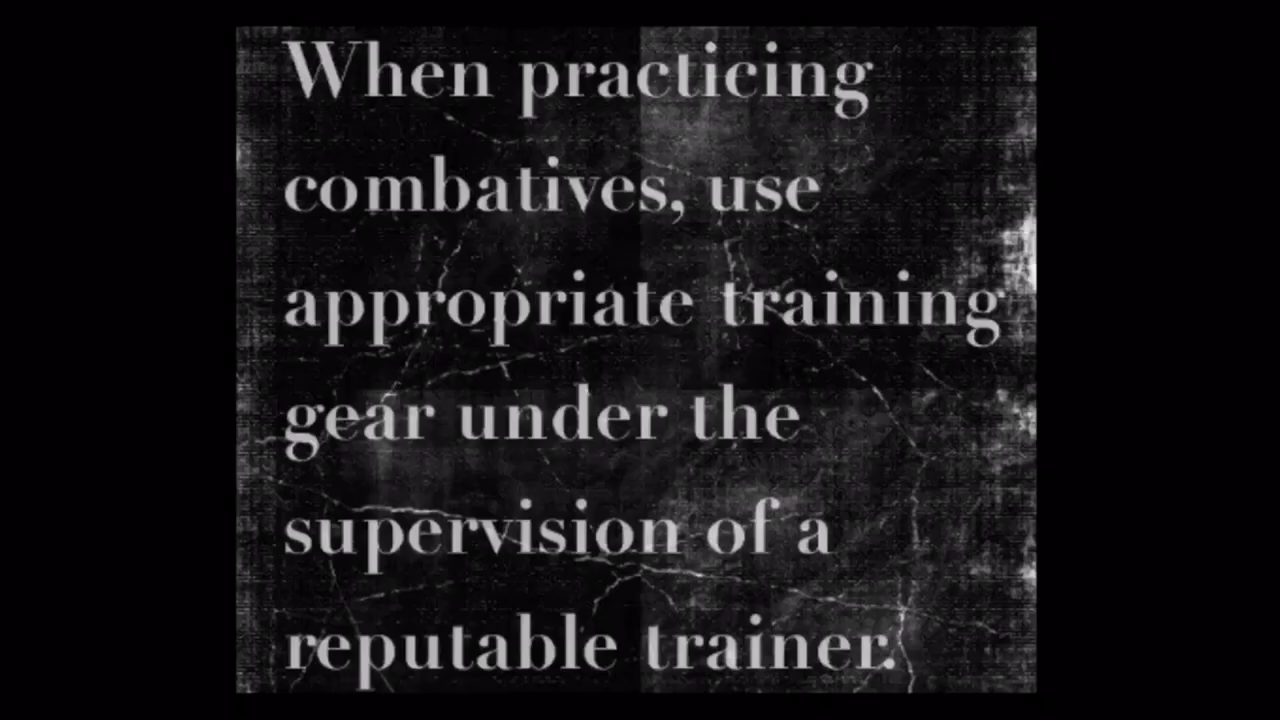 When practicing
combatives, use
appropriate training
gear under the
supervision of a
reputable trainer.